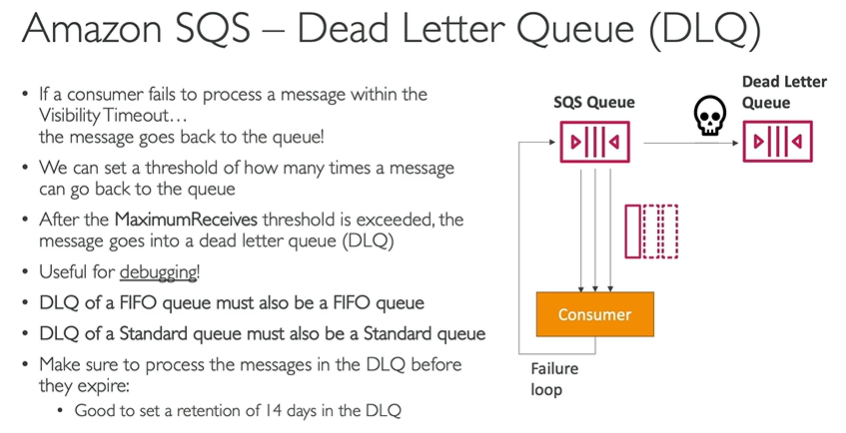 Amazon SQS – Dead Letter Queue (DLQ)
• If a consumer fails to process a message within the
Visibility Timeout…
the message goes back to the queue!
• We can set a threshold of how many times a message
can go back to the queue
• After the MaximumReceives threshold is exceeded, the
message goes into a dead letter queue (DLQ)
• Useful for debugging!
• DLQ of a FIFO queue must also be a FIFO queue
• DLQ of a Standard queue must also be a Standard queue
• Make sure to process the messages in the DLQ before
they expire:
• Good to set a retention of 14 days in the DLQ
SQS Queue
Dead Letter
Queue
Consumer
Failure
loop